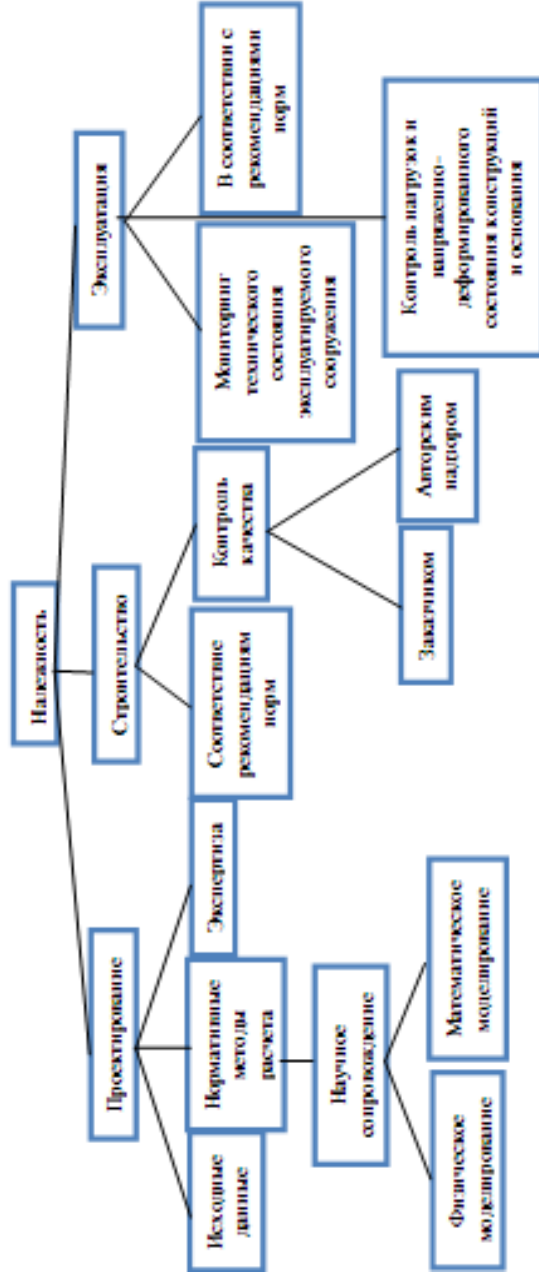 Надежность
Проектирование
Строительство
Эксплуатация
Исходные
данные
Нормативные
методы
расчета
Экспертиза
Соответствие
рекомендациям
норм
Контроль
качества
Мониторинг
технического
состояния
эксплуатируемого
сооружения
В соответствии с
рекомендациями
норм
Научное
сопровождение
Заказчиком
Авторским
надзором
Контроль нагрузок и
напряженно-
деформированного
состояния конструкций
и основания
Физическое
моделирование
Математическое
моделирование